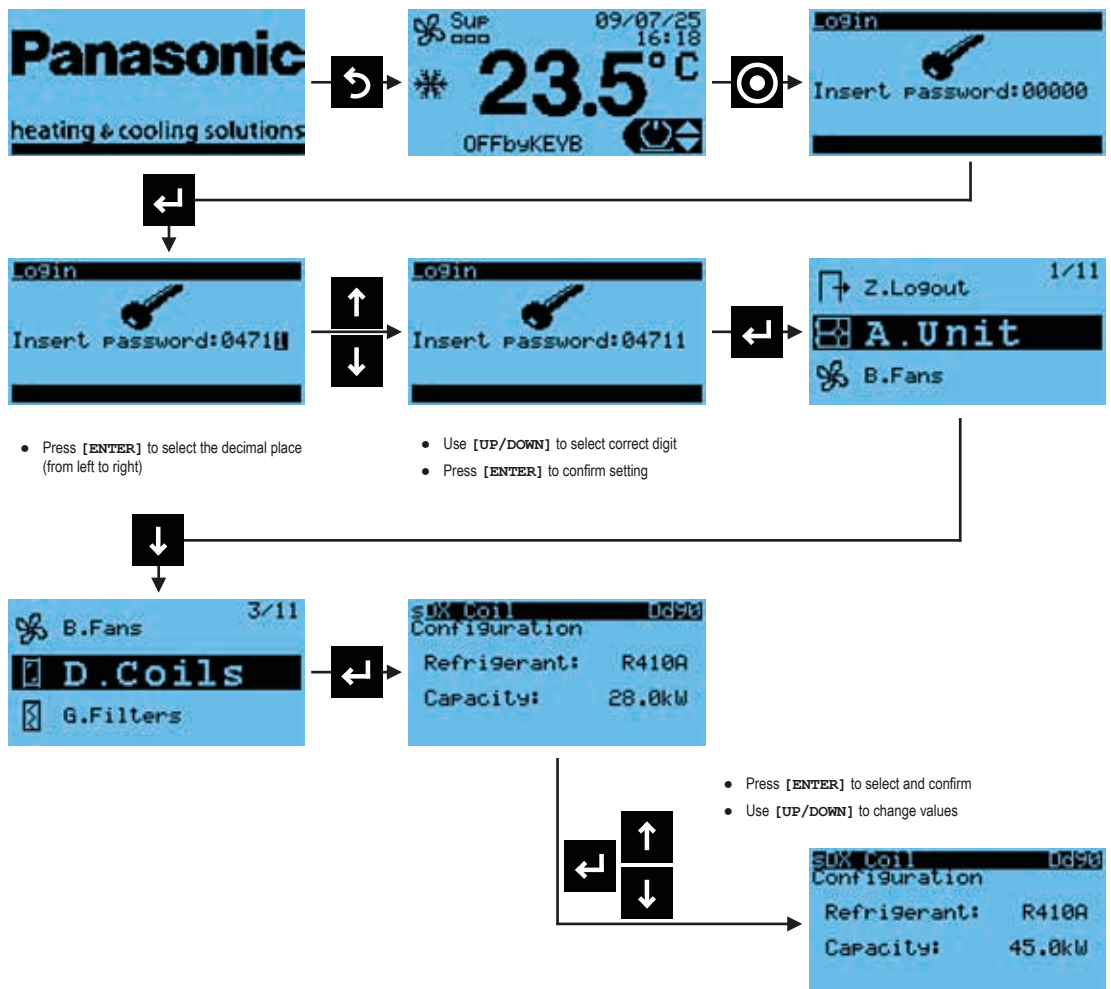 Panasonic
heating & cooling solutions
Sup
09/07/25
16:18
23.5°C
OFFbyKEYB
Login
Insert password:00000
Login
Insert password:04711
Login
Insert password:04711
1/11
Z.Logout
A.Unit
B.Fans
● Press [ENTER] to select the decimal place
(from left to right)
● Use [UP/DOWN] to select correct digit
● Press [ENTER] to confirm setting
3/11
B.Fans
D.Coils
G.Filters
sDX Coil Dd90
Configuration
Refrigerant: R410A
Capacity: 28.0kW
● Press [ENTER] to select and confirm
● Use [UP/DOWN] to change values
sDX Coil Dd90
Configuration
Refrigerant: R410A
Capacity: 45.0kW